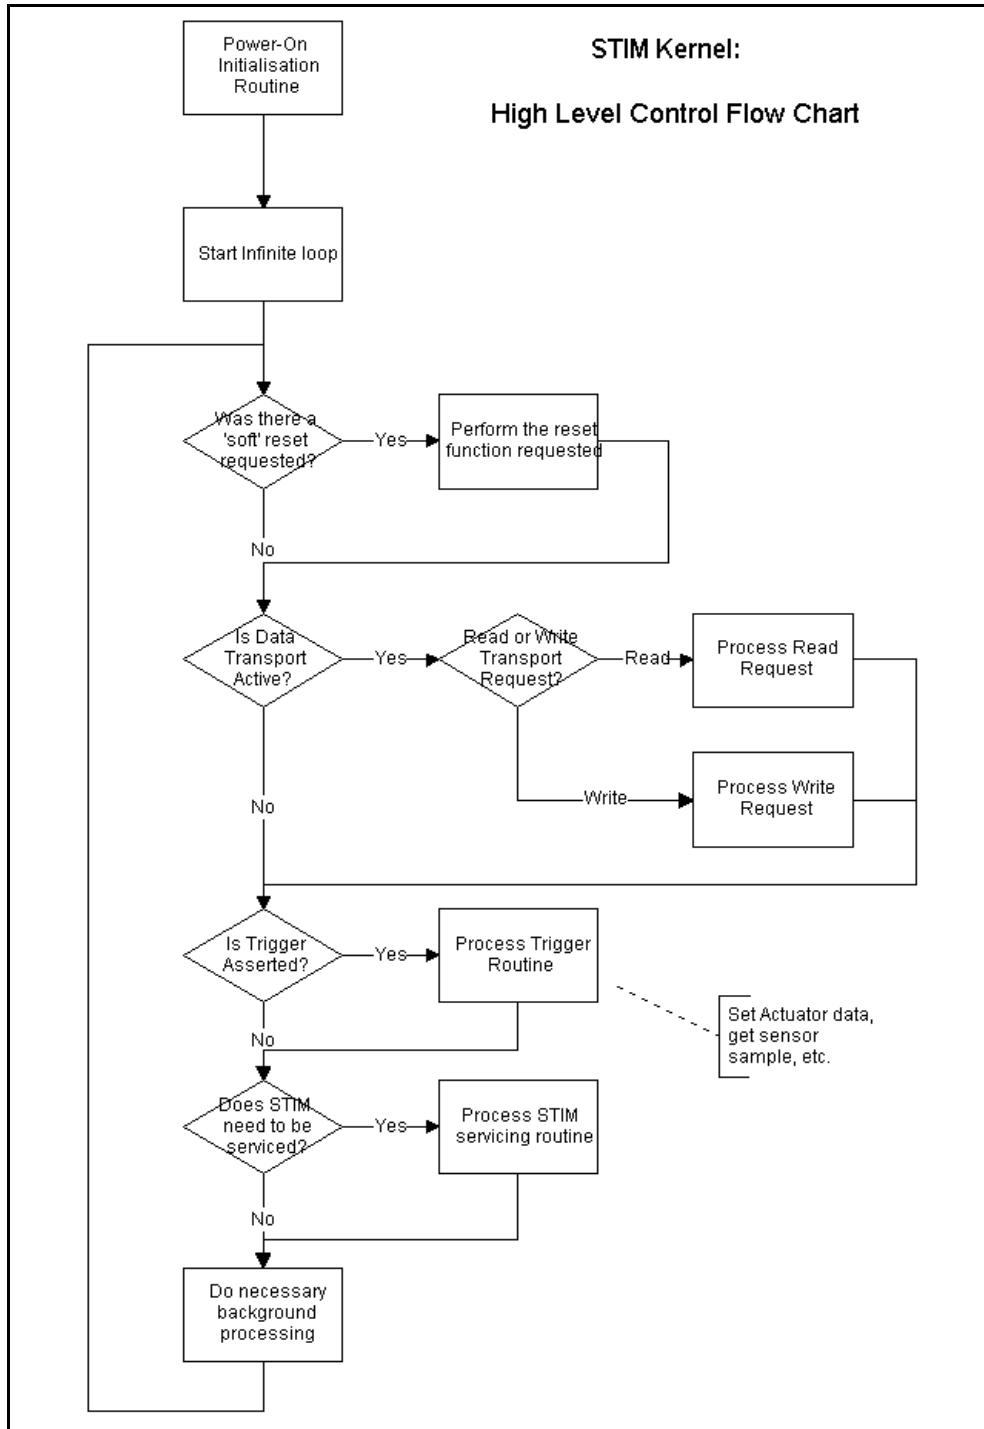 Power-On
Initialisation
Routine
STIM Kernel:
High Level Control Flow Chart
Start Infinite loop
Was there a
'soft' reset
requested?
Yes
Perform the reset
function requested
No
Is Data
Transport
Active?
Yes
Read or Write
Transport
Request?
Read
Process Read
Request
Write
Process Write
Request
No
Is Trigger
Asserted?
Yes
Process Trigger
Routine
Set Actuator data,
get sensor
sample, etc.
No
Does STIM
need to be
serviced?
Yes
Process STIM
servicing routine
No
Do necessary
background
processing